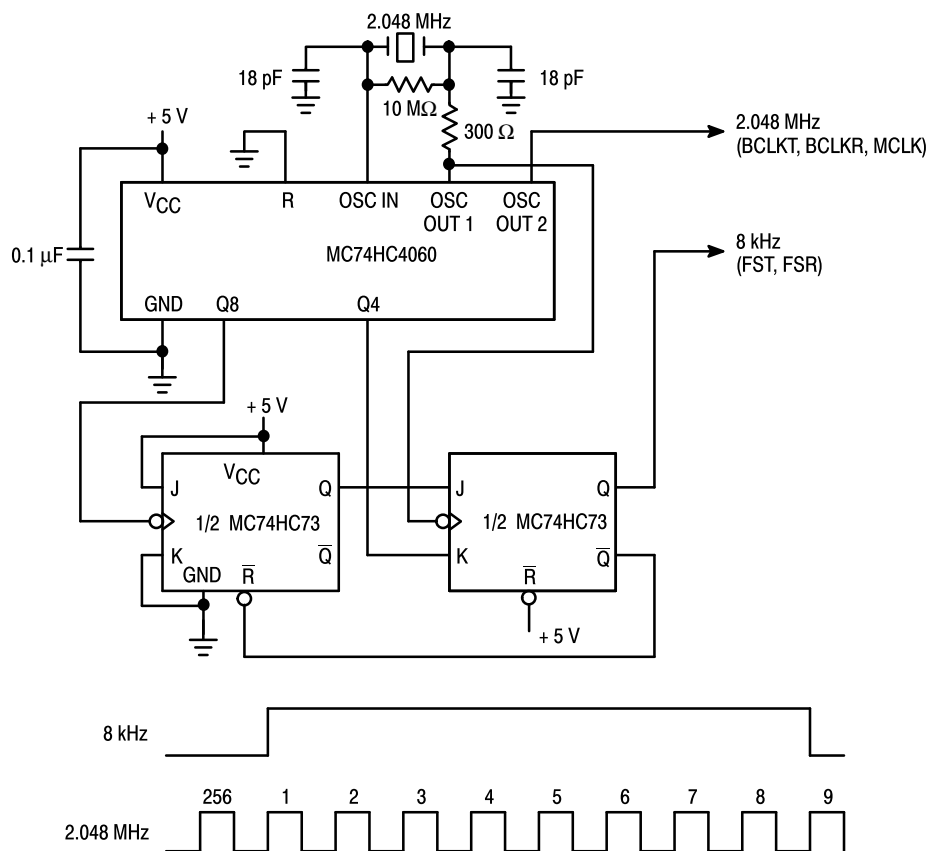 2.048 MHz
18 pF
18 pF
10 MΩ
300 Ω
+ 5 V
2.048 MHz
(BCLKT, BCLKR, MCLK)
VCC
R
OSC IN
OSC
OUT 1
OSC
OUT 2
MC74HC4060
0.1 µF
8 kHz
(FST, FSR)
GND
Q8
Q4
+ 5 V
VCC
J
Q
J
Q
1/2 MC74HC73
1/2 MC74HC73
K
Q̅
K
Q̅
GND
R̅
R̅
+ 5 V
8 kHz
256 1 2 3 4 5 6 7 8 9
2.048 MHz